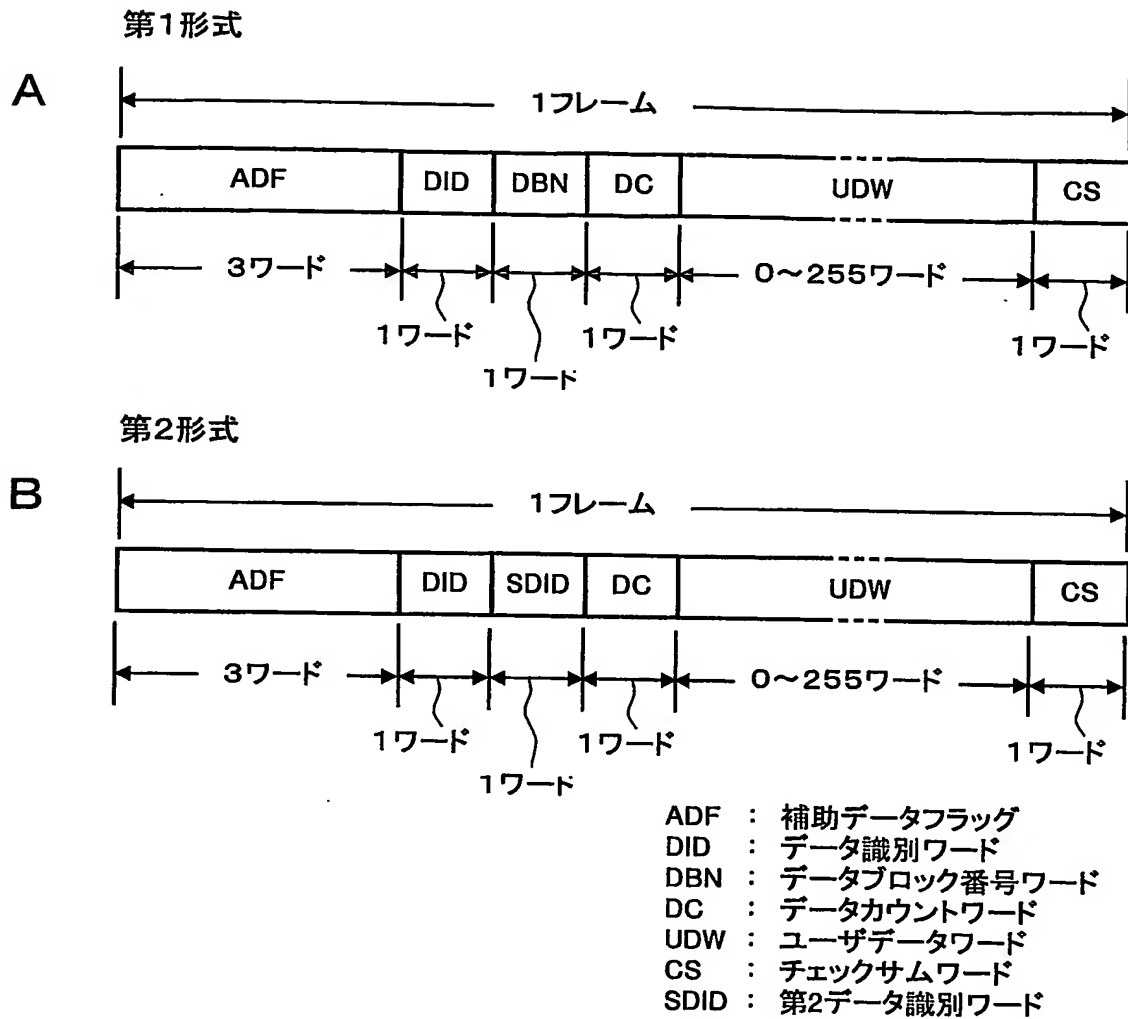 第1形式
A
1フレーム
ADF DID DBN DC UDW CS
3ワード 0～255ワード
1ワード 1ワード 1ワード
1ワード
第2形式
B
1フレーム
ADF DID SDID DC UDW CS
3ワード 0～255ワード
1ワード 1ワード 1ワード
1ワード
ADF : 補助データフラッグ
DID : データ識別ワード
DBN : データブロック番号ワード
DC : データカウントワード
UDW : ユーザデータワード
CS : チェックサムワード
SDID : 第2データ識別ワード